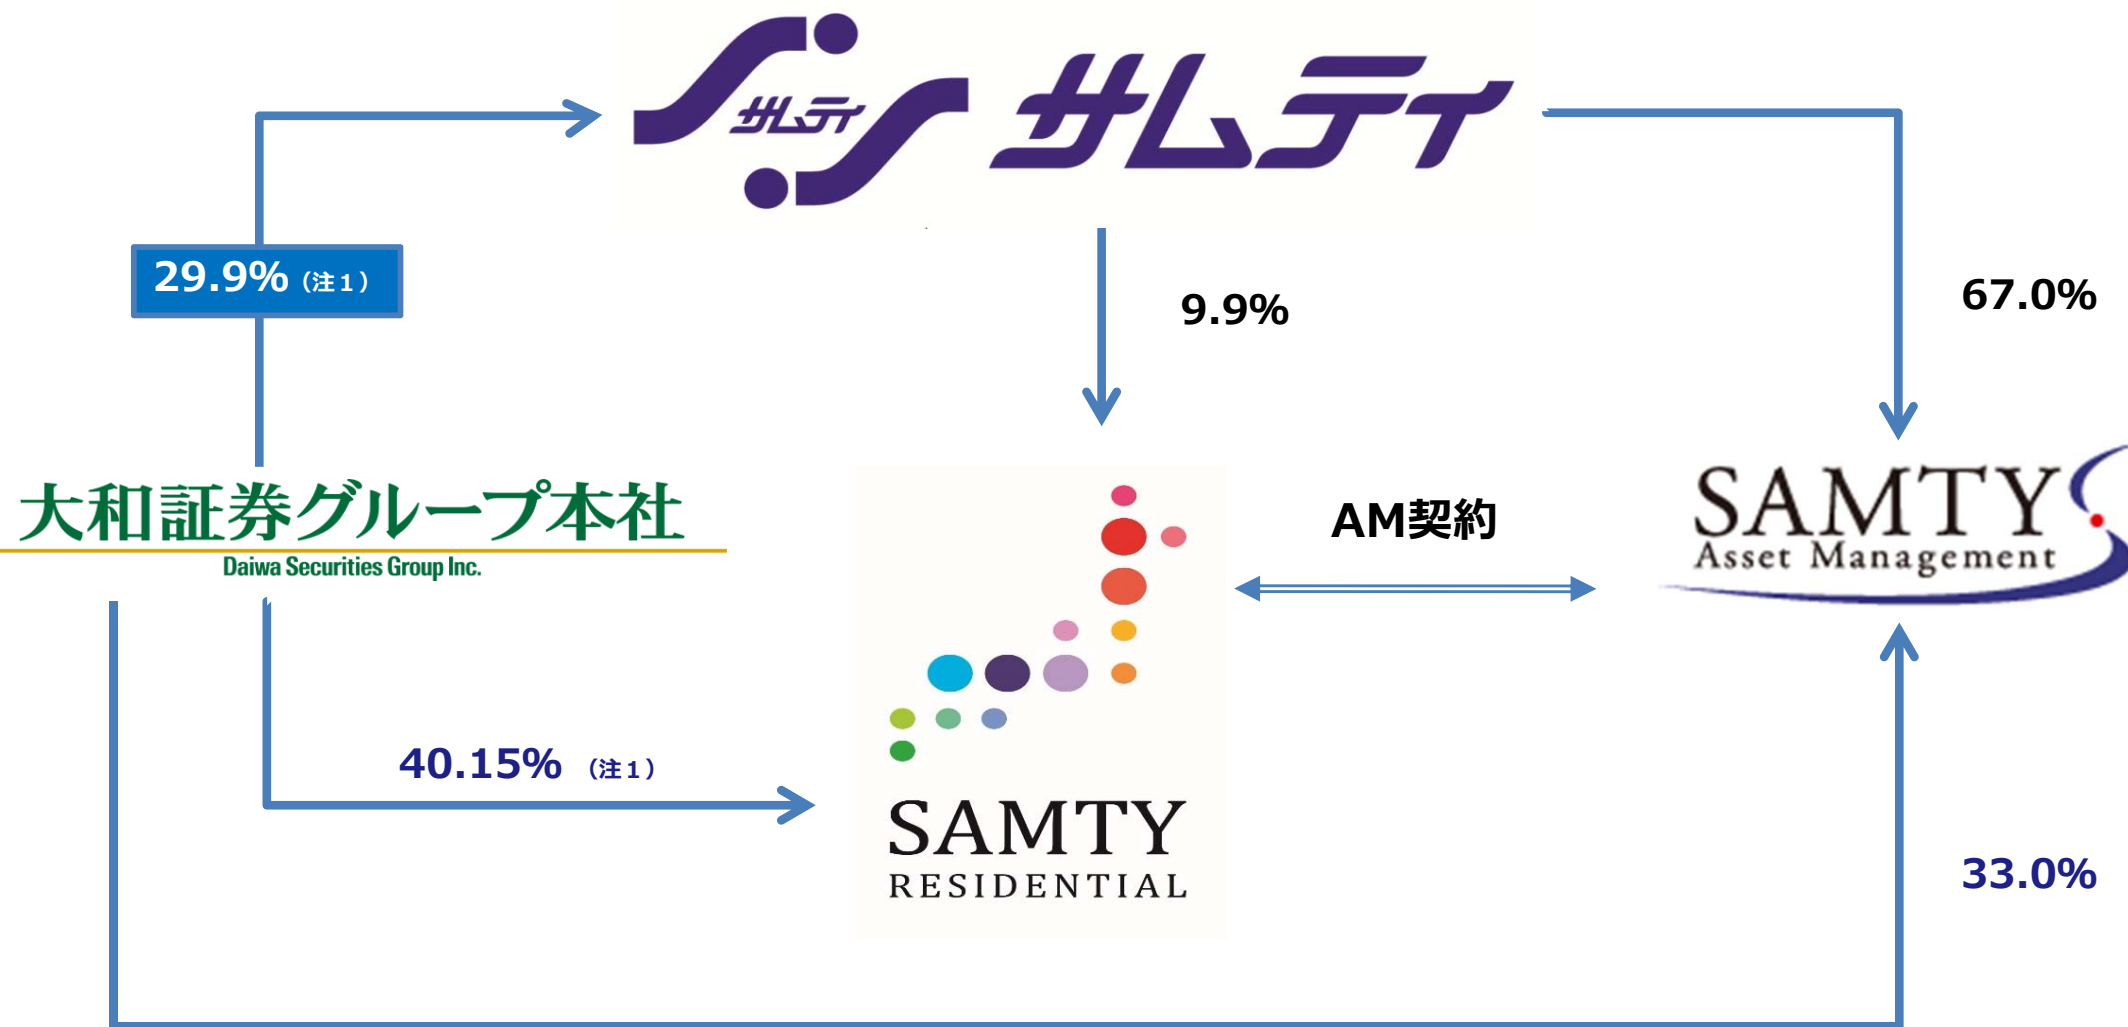 サムティ サムティ
29.9%（注１）
9.9%
67.0%
大和証券グループ本社
Daiwa Securities Group Inc.
AM契約
SAMTY
Asset Management
40.15% （注１）
SAMTY
RESIDENTIAL
33.0%